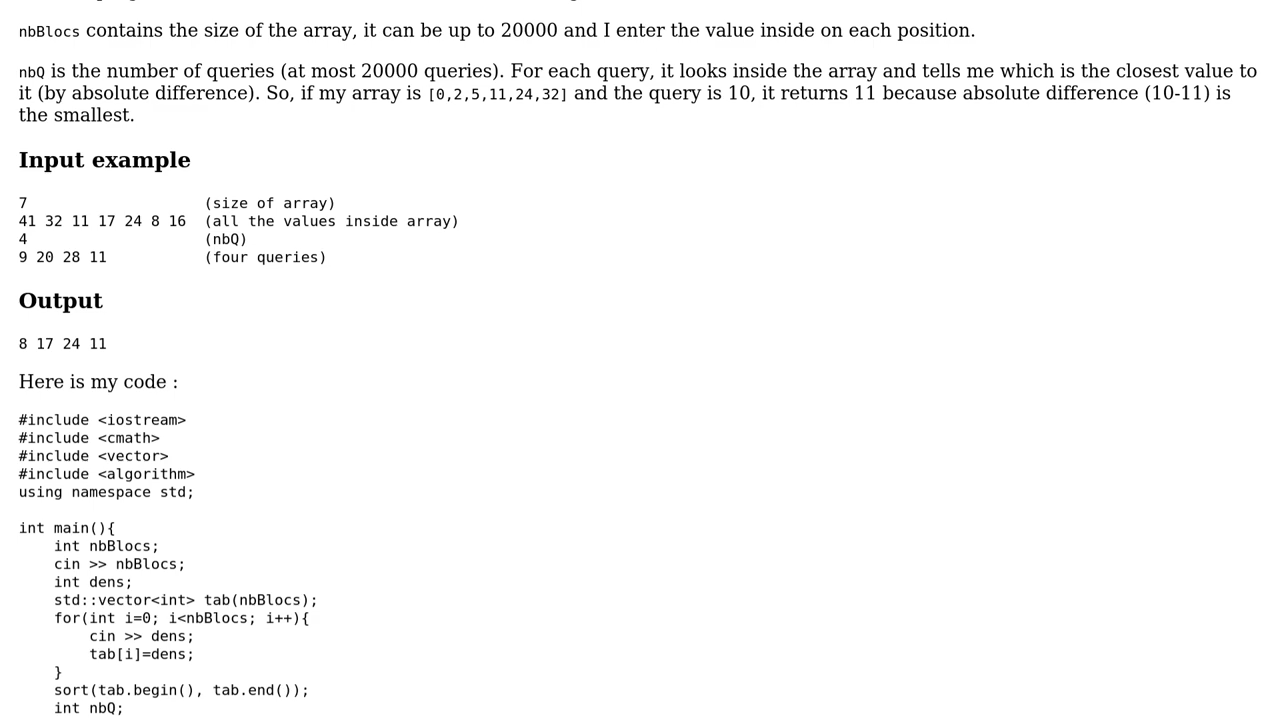 nbBlocs contains the size of the array, it can be up to 20000 and I enter the value inside on each position.
nbQ is the number of queries (at most 20000 queries). For each query, it looks inside the array and tells me which is the closest value to
it (by absolute difference). So, if my array is [0,2,5,11,24,32] and the query is 10, it returns 11 because absolute difference (10-11) is
the smallest.
Input example
7                    (size of array)
41 32 11 17 24 8 16  (all the values inside array)
4                    (nbQ)
9 20 28 11           (four queries)
Output
8 17 24 11
Here is my code :
#include <iostream>
#include <cmath>
#include <vector>
#include <algorithm>
using namespace std;
int main(){
    int nbBlocs;
    cin >> nbBlocs;
    int dens;
    std::vector<int> tab(nbBlocs);
    for(int i=0; i<nbBlocs; i++){
        cin >> dens;
        tab[i]=dens;
    }
    sort(tab.begin(), tab.end());
    int nbQ;